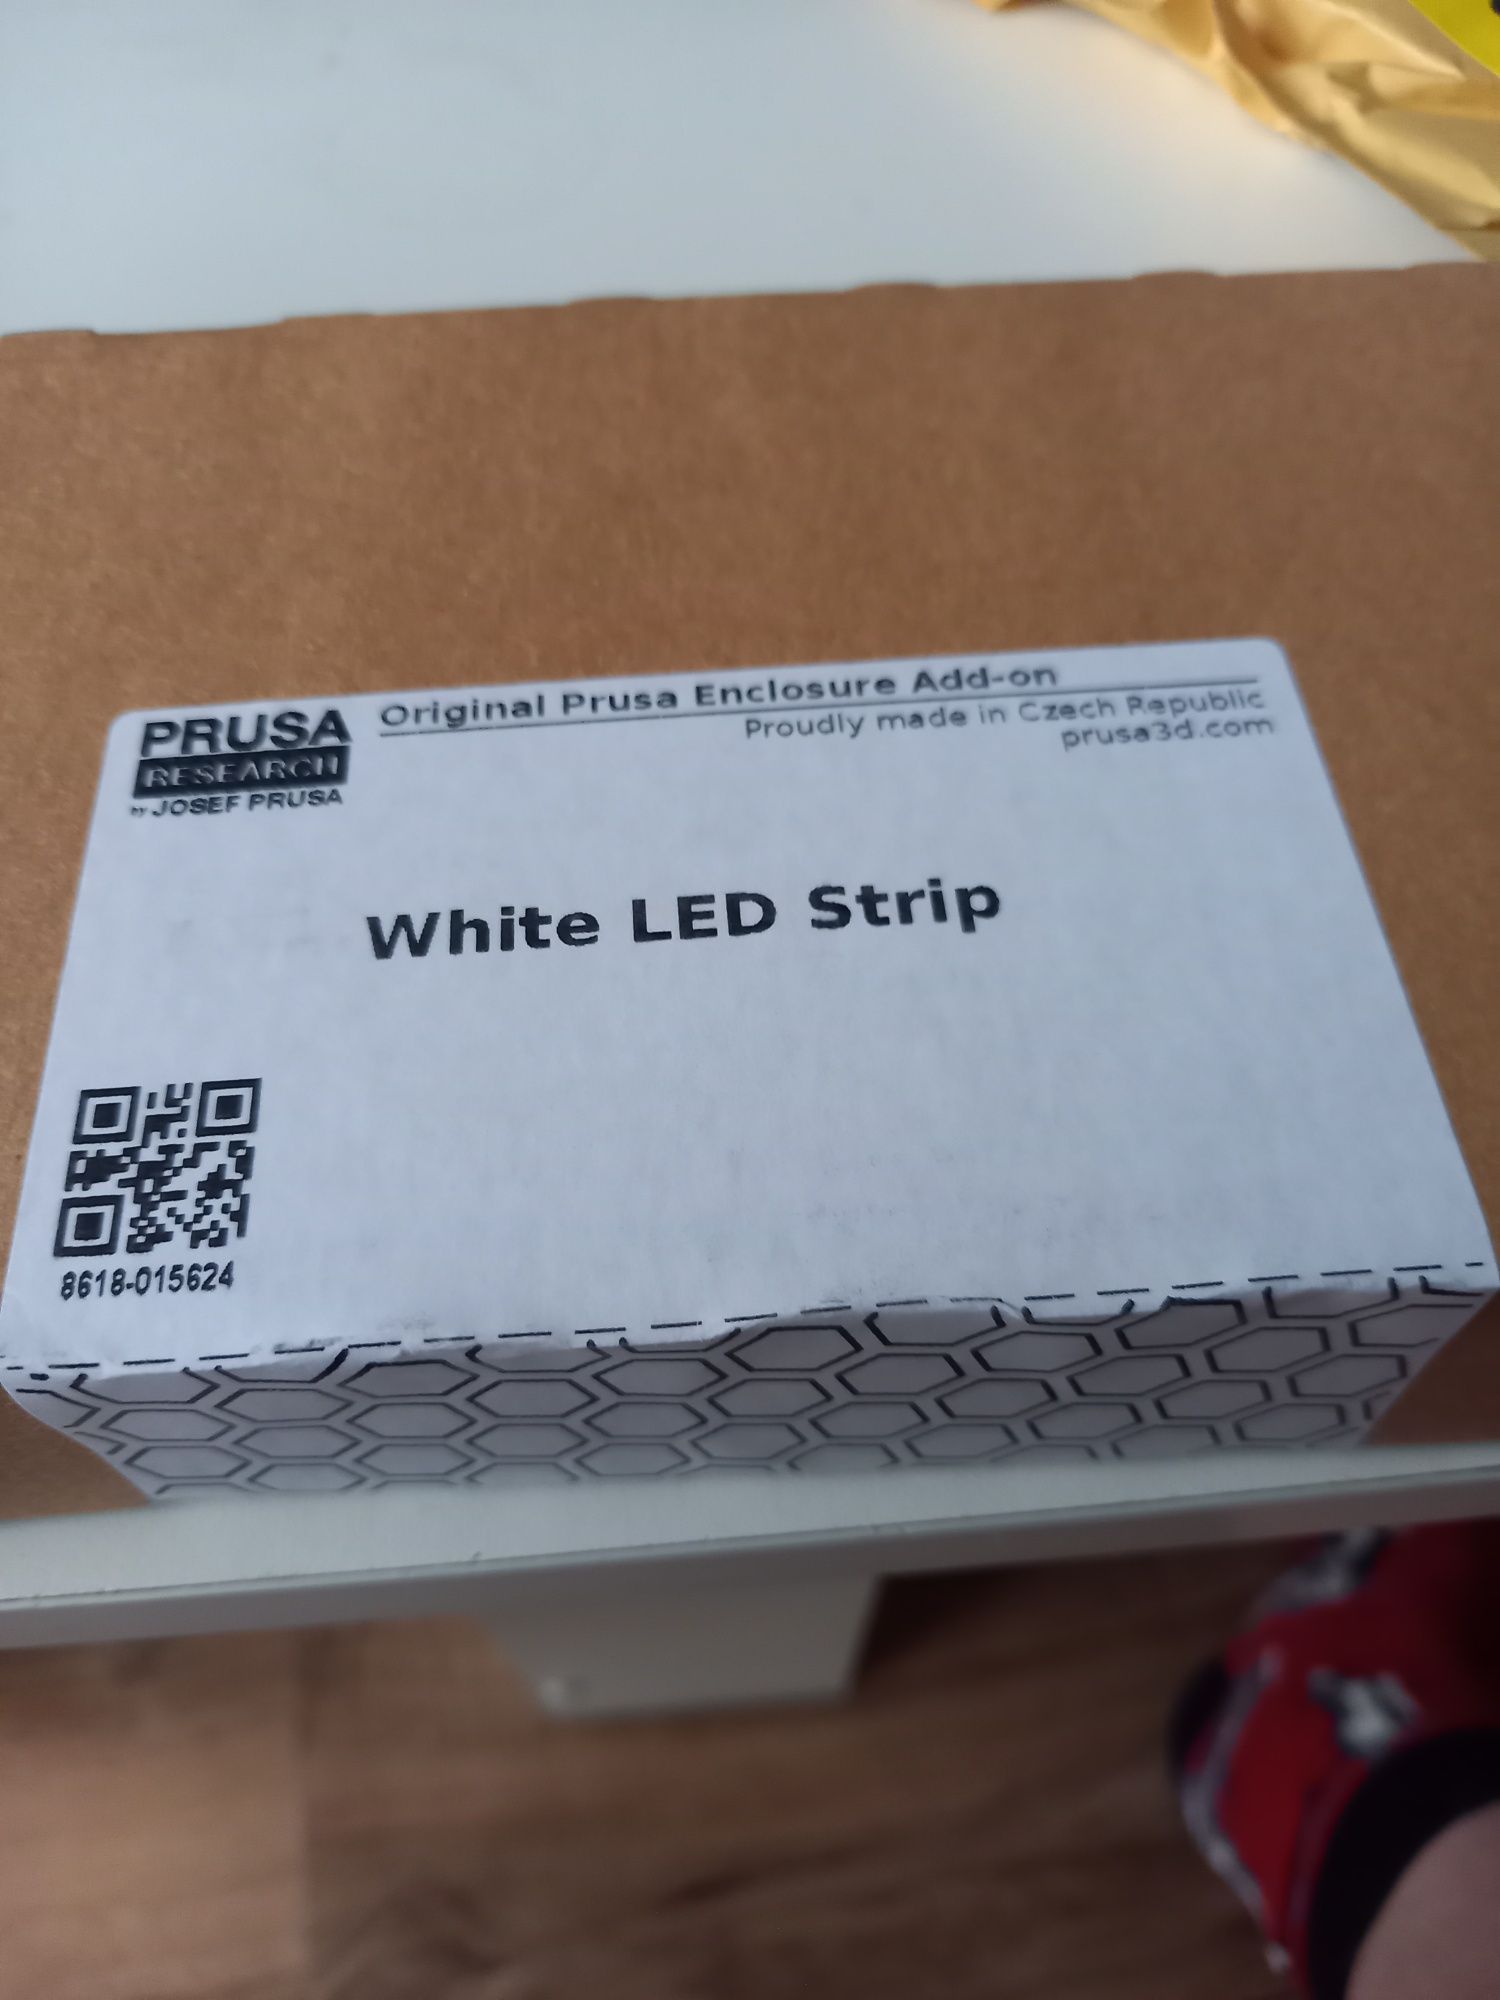 PRUSA
RESEARCH
by JOSEF PRUSA
Original Prusa Enclosure Add-on
Proudly made in Czech Republic
prusa3d.com
White LED Strip
8618-015624